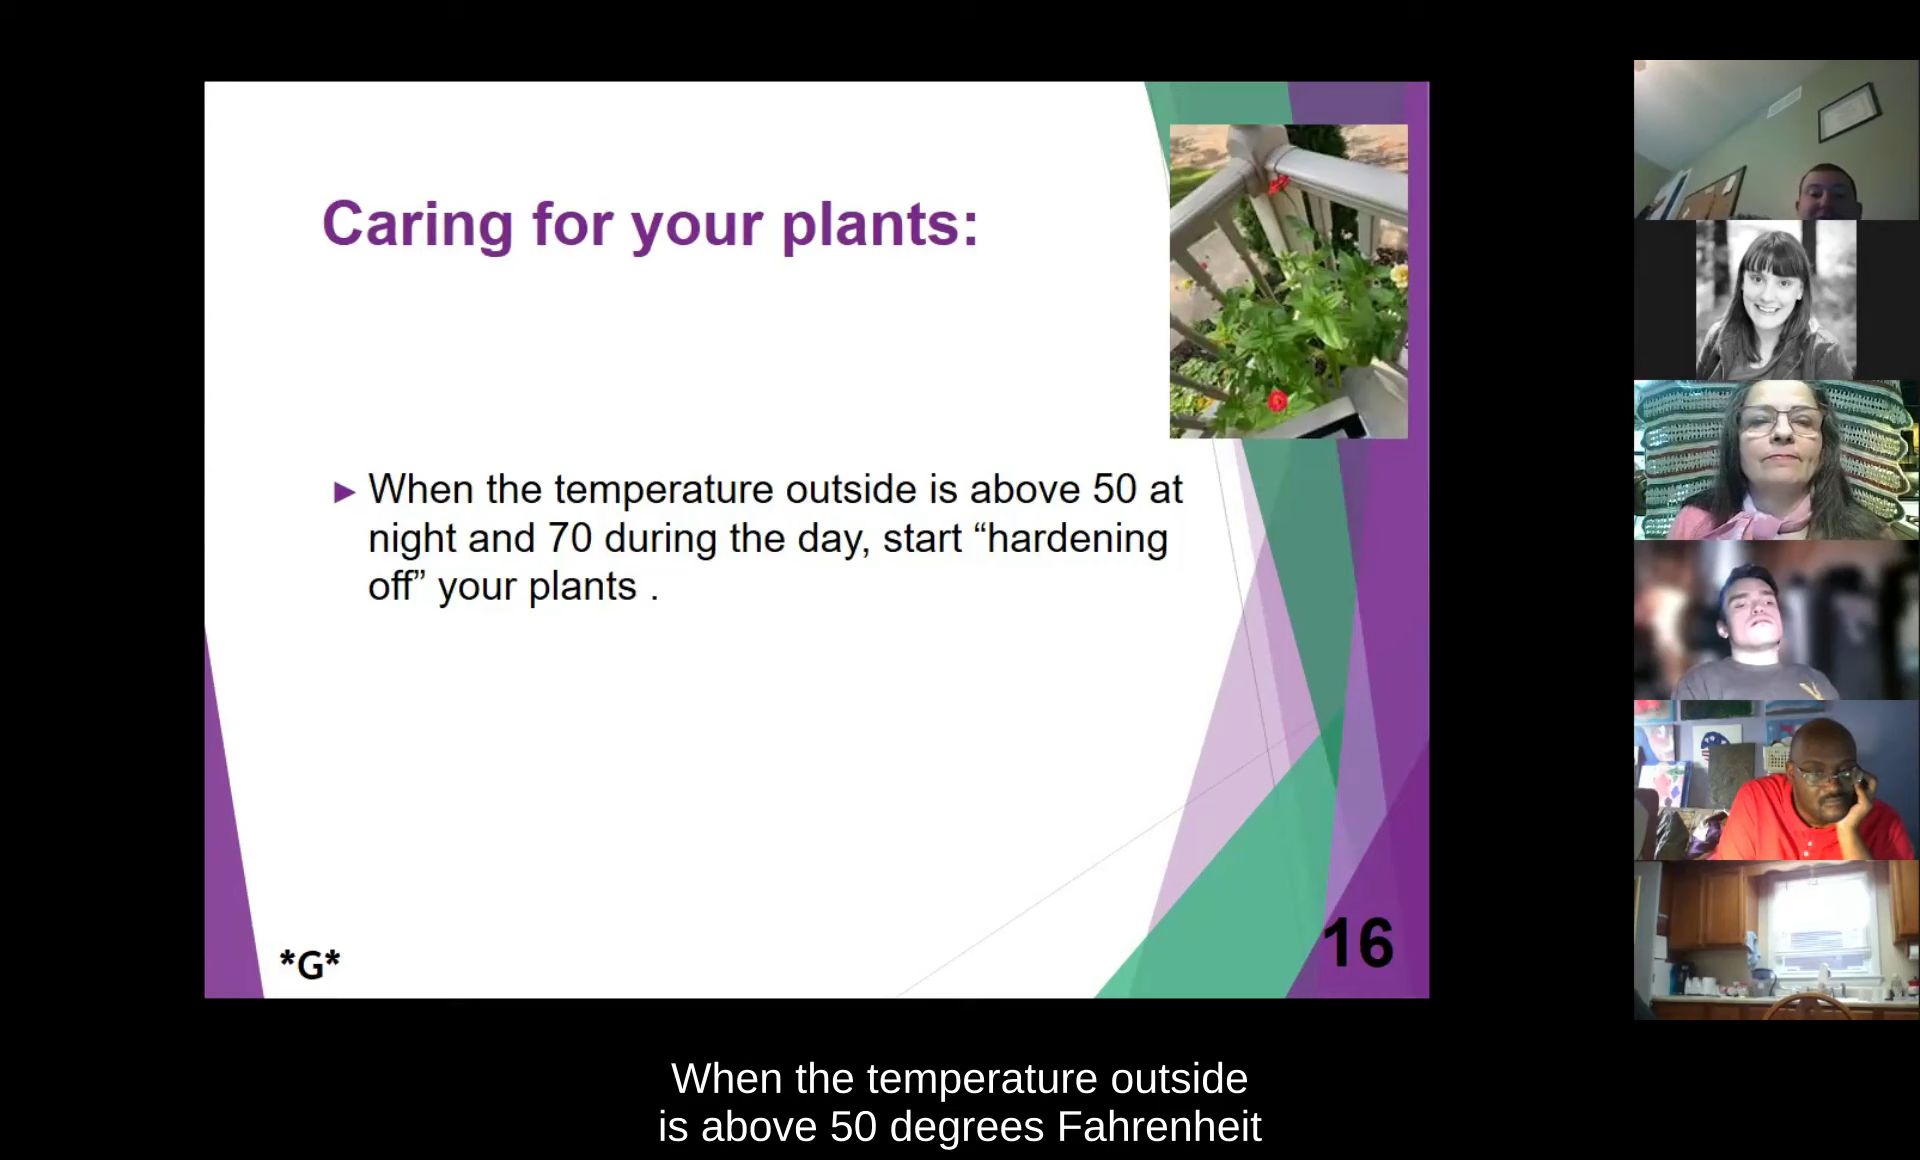 Caring for your plants:
When the temperature outside is above 50 at
night and 70 during the day, start “hardening
off” your plants .
*G*
16
When the temperature outside
is above 50 degrees Fahrenheit